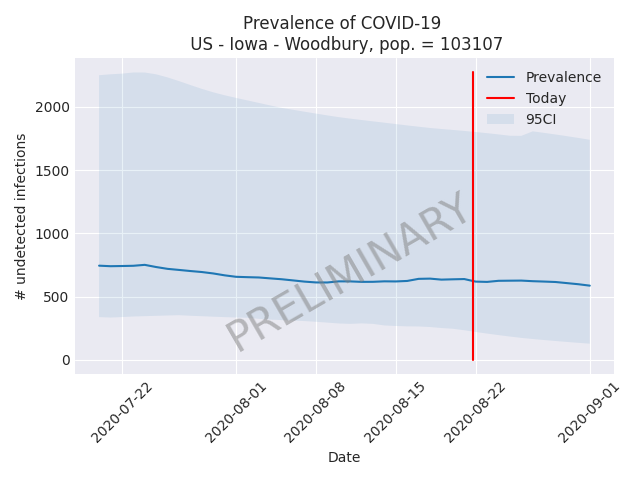 Prevalence of COVID-19
US - Iowa - Woodbury, pop. = 103107
# undetected infections
2000
1500
1000
500
0
Prevalence
Today
95CI
PRELIMINARY
2020-07-22
2020-08-01
2020-08-08
2020-08-15
2020-08-22
2020-09-01
Date